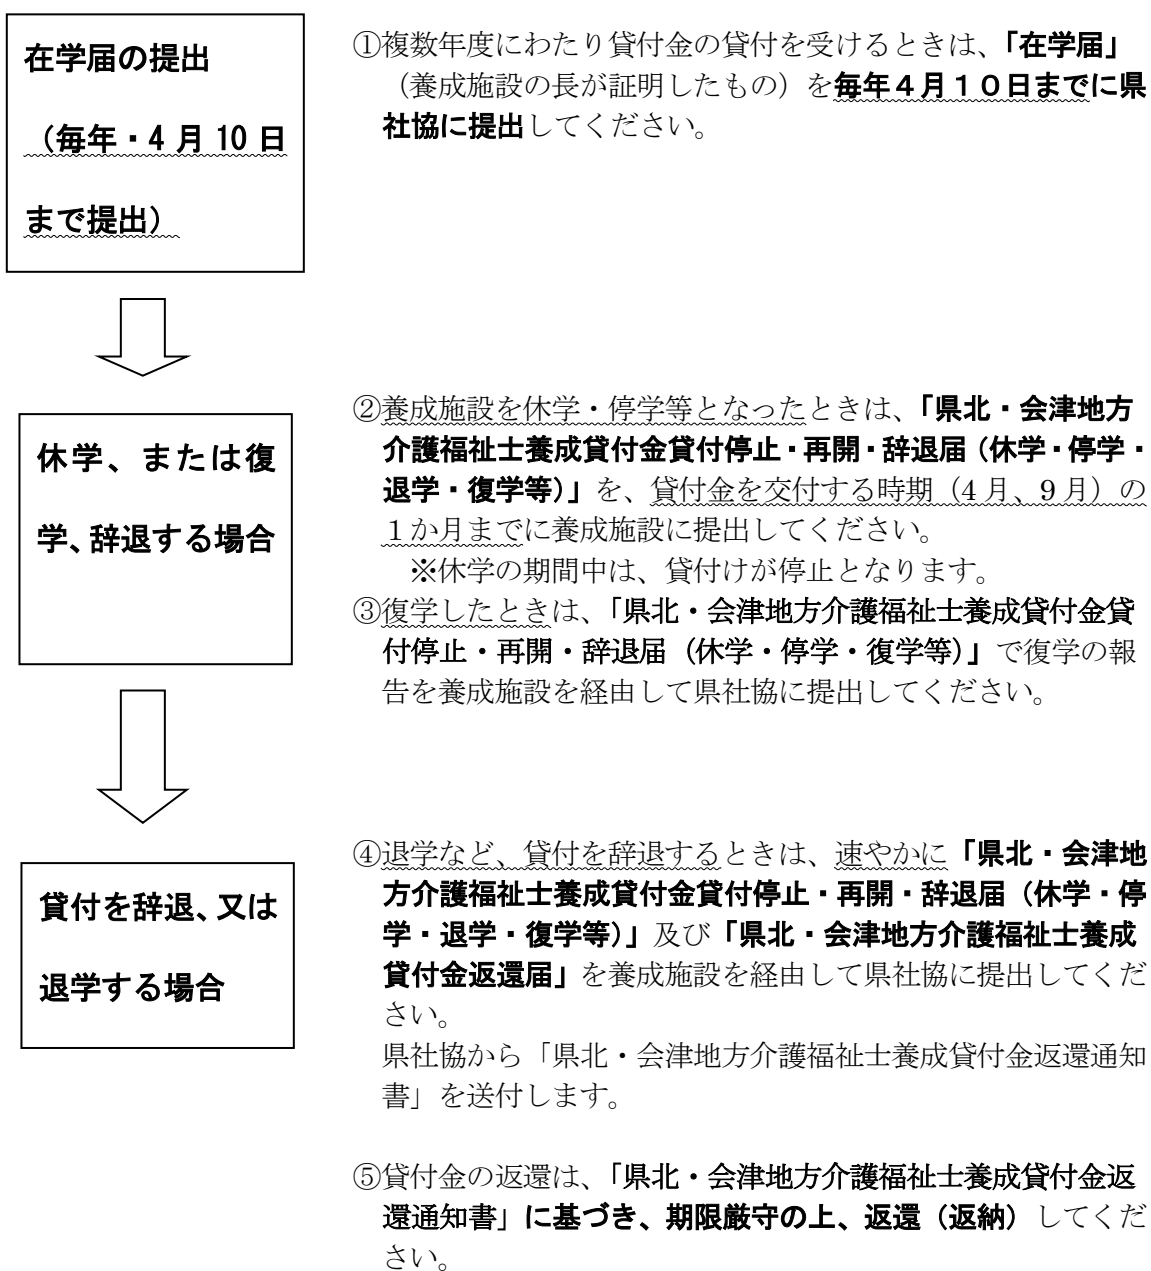 在学届の提出
（毎年・4月10日
まで提出）
①複数年度にわたり貸付金の貸付を受けるときは、「在学届」
（養成施設の長が証明したもの）を毎年４月１０日までに県
社協に提出してください。
休学、または復
学、辞退する場合
②養成施設を休学・停学等となったときは、「県北・会津地方
介護福祉士養成貸付金貸付停止・再開・辞退届（休学・停学・
退学・復学等）」を、貸付金を交付する時期（4月、9月）の
１か月までに養成施設に提出してください。
※休学の期間中は、貸付けが停止となります。
③復学したときは、「県北・会津地方介護福祉士養成貸付金貸
付停止・再開・辞退届（休学・停学・復学等）」で復学の報
告を養成施設を経由して県社協に提出してください。
貸付を辞退、又は
退学する場合
④退学など、貸付を辞退するときは、速やかに「県北・会津地
方介護福祉士養成貸付金貸付停止・再開・辞退届（休学・停
学・退学・復学等）」及び「県北・会津地方介護福祉士養成
貸付金返還届」を養成施設を経由して県社協に提出してくだ
さい。
県社協から「県北・会津地方介護福祉士養成貸付金返還通知
書」を送付します。
⑤貸付金の返還は、「県北・会津地方介護福祉士養成貸付金返
還通知書」に基づき、期限厳守の上、返還（返納）してくだ
さい。